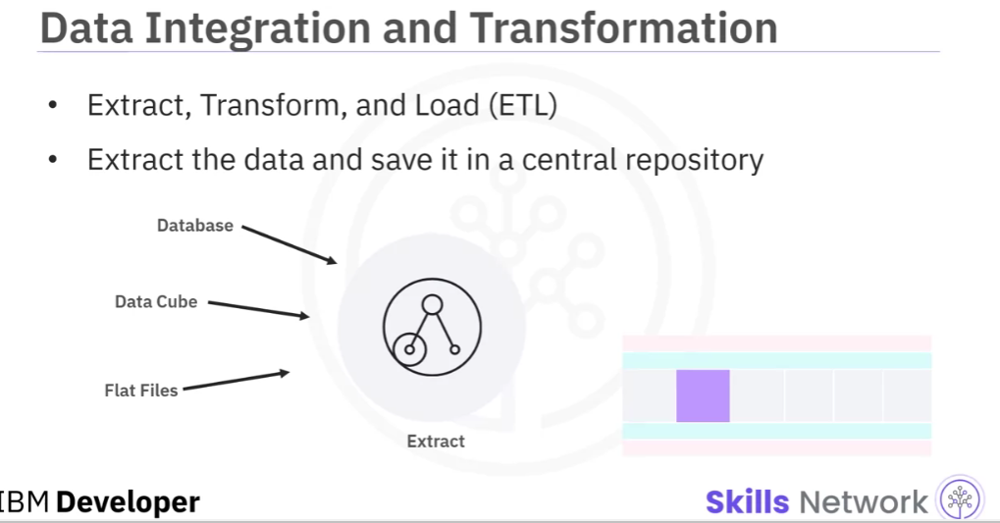 Data Integration and Transformation
• Extract, Transform, and Load (ETL)
• Extract the data and save it in a central repository
Database
Data Cube
Flat Files
Extract
IBM Developer
Skills Network